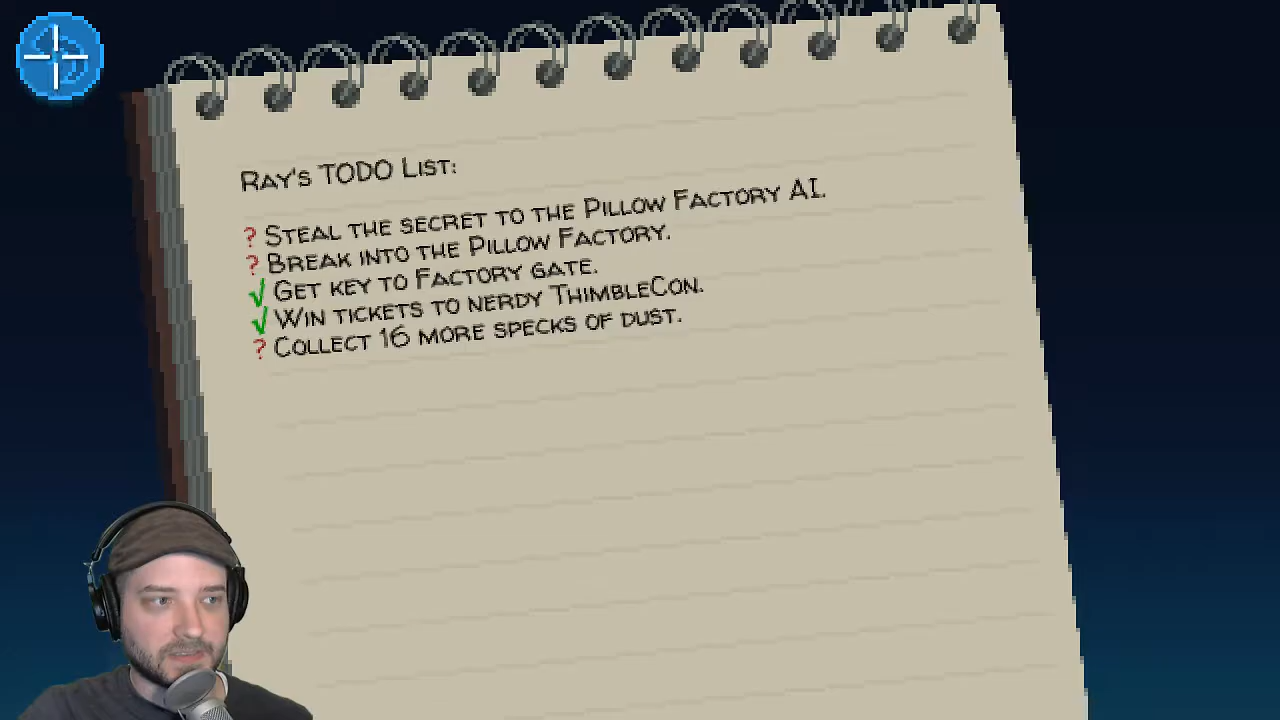 Ray's TODO List:
? Steal the secret to the Pillow Factory AI.
? Break into the Pillow Factory.
√ Get key to Factory gate.
√ Win tickets to nerdy ThimbleCon.
? Collect 16 more specks of dust.